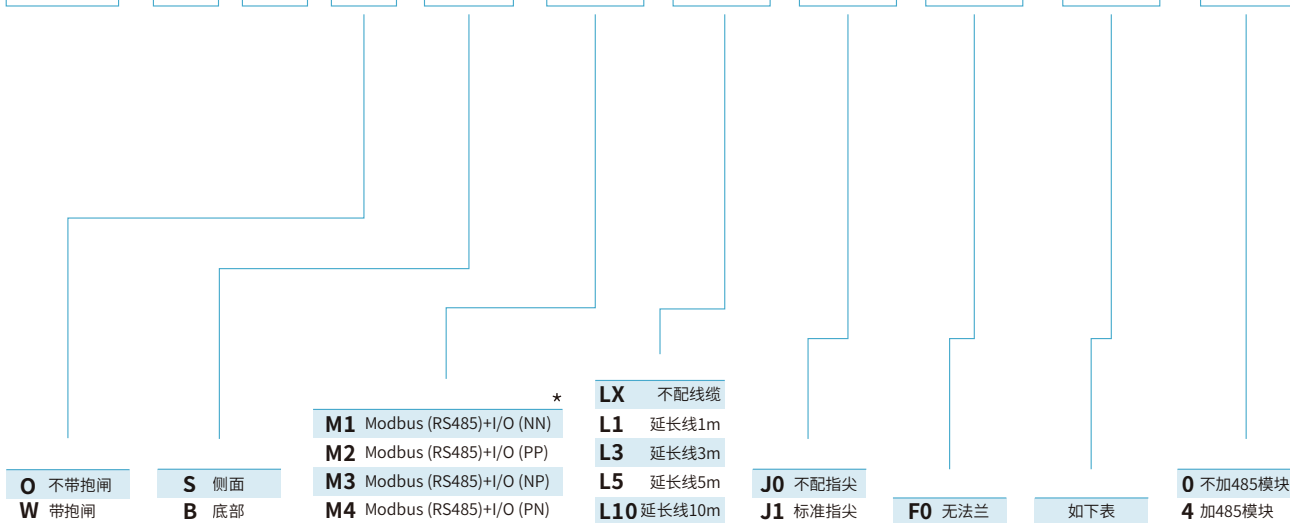 O 不带抱闸
W 带抱闸
S 侧面
B 底部
*
M1 Modbus (RS485)+I/O (NN)
M2 Modbus (RS485)+I/O (PP)
M3 Modbus (RS485)+I/O (NP)
M4 Modbus (RS485)+I/O (PN)
LX 不配线缆
L1 延长线1m
L3 延长线3m
L5 延长线5m
L10 延长线10m
J0 不配指尖
J1 标准指尖
F0 无法兰
如下表
0 不加485模块
4 加485模块